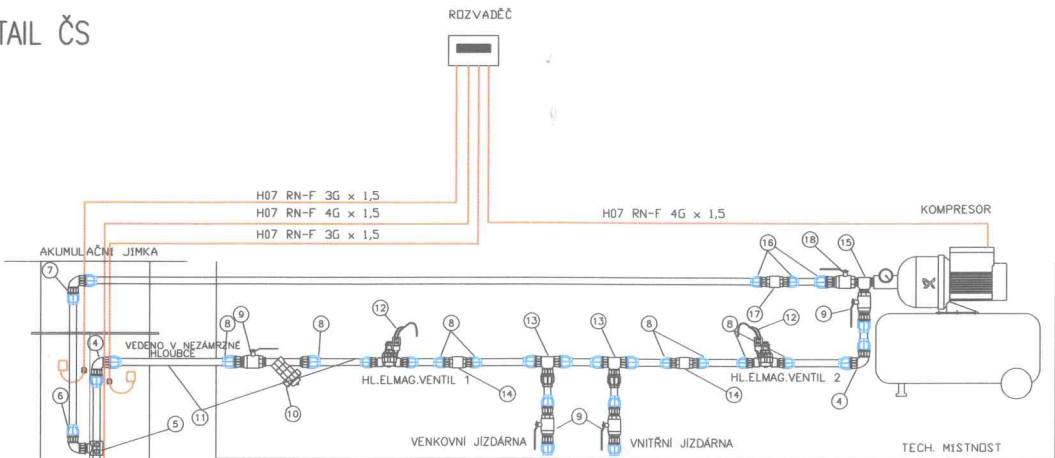 TAIL ČS
ROZVADĚČ
H07 RN-F 3G x 1,5
H07 RN-F 4G x 1,5
H07 RN-F 3G x 1,5
H07 RN-F 4G x 1,5
KOMPRESOR
AKUMULAČNÍ JÍMKA
7
16
18
15
17
9
12
8
9
8
8
13
13
8
8
12
4
VEDENO V NEZÁMRZNÉ
HLOUBCE
HL.ELMAG.VENTIL 1
14
14
HL.ELMAG.VENTIL 2
4
6
11
10
5
9
VENKOVNÍ JÍZDÁRNA
VNITŘNÍ JÍZDÁRNA
TECH. MÍSTNOST